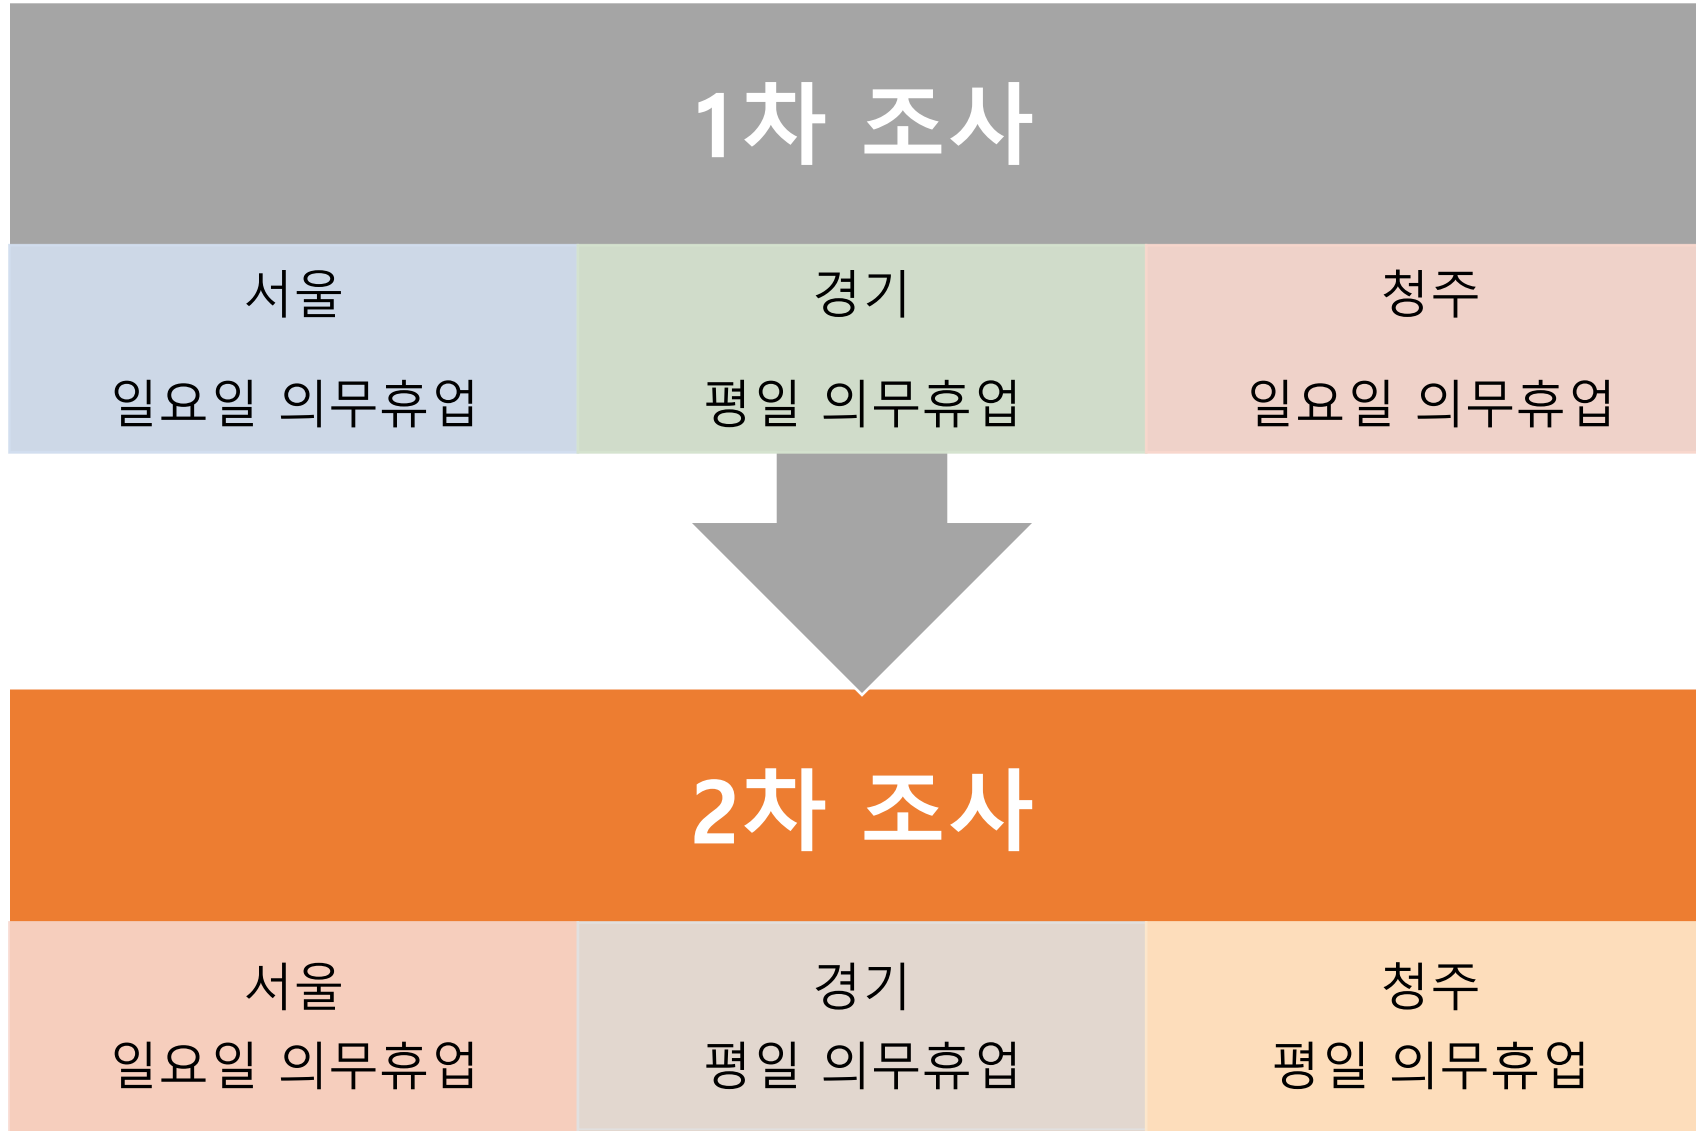 1차 조사
서울
일요일 의무휴업
경기
평일 의무휴업
청주
일요일 의무휴업
2차 조사
서울
일요일 의무휴업
경기
평일 의무휴업
청주
평일 의무휴업